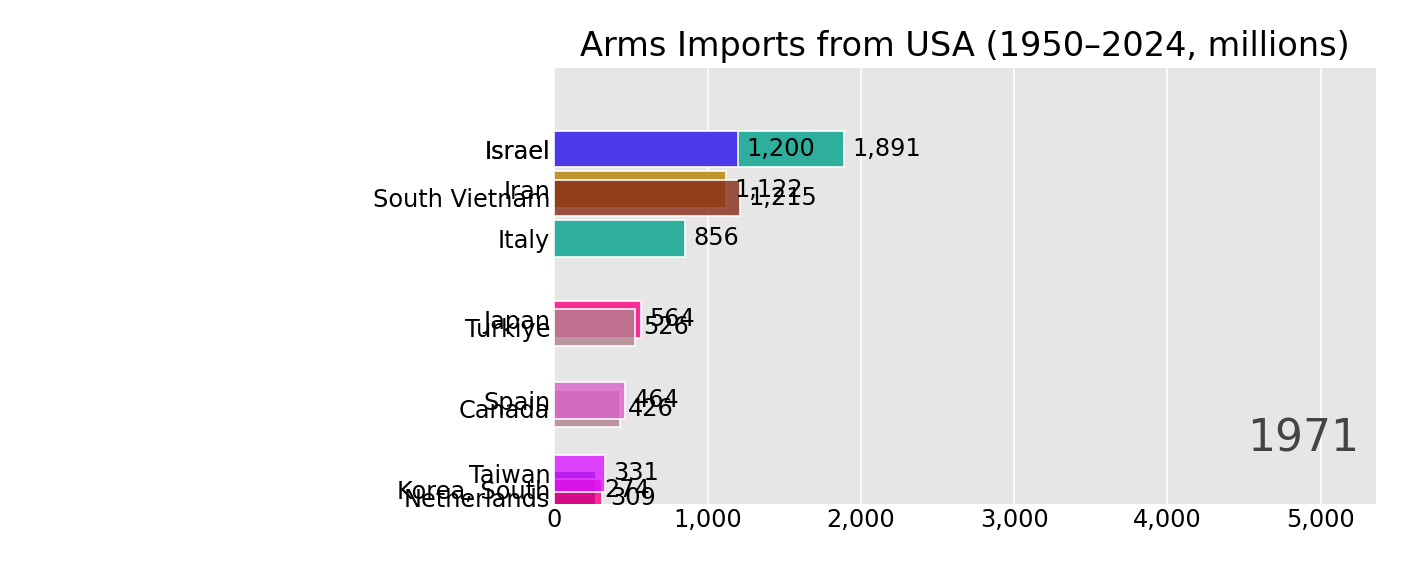 Arms Imports from USA (1950–2024, millions)
Israel 1,200 1,891
Iran 1,122
South Vietnam 1,215
Italy 856
Japan 564
Turkiye 526
Spain 464
Canada 426
Taiwan 331
Korea, South 274
Netherlands 309
1971
0 1,000 2,000 3,000 4,000 5,000